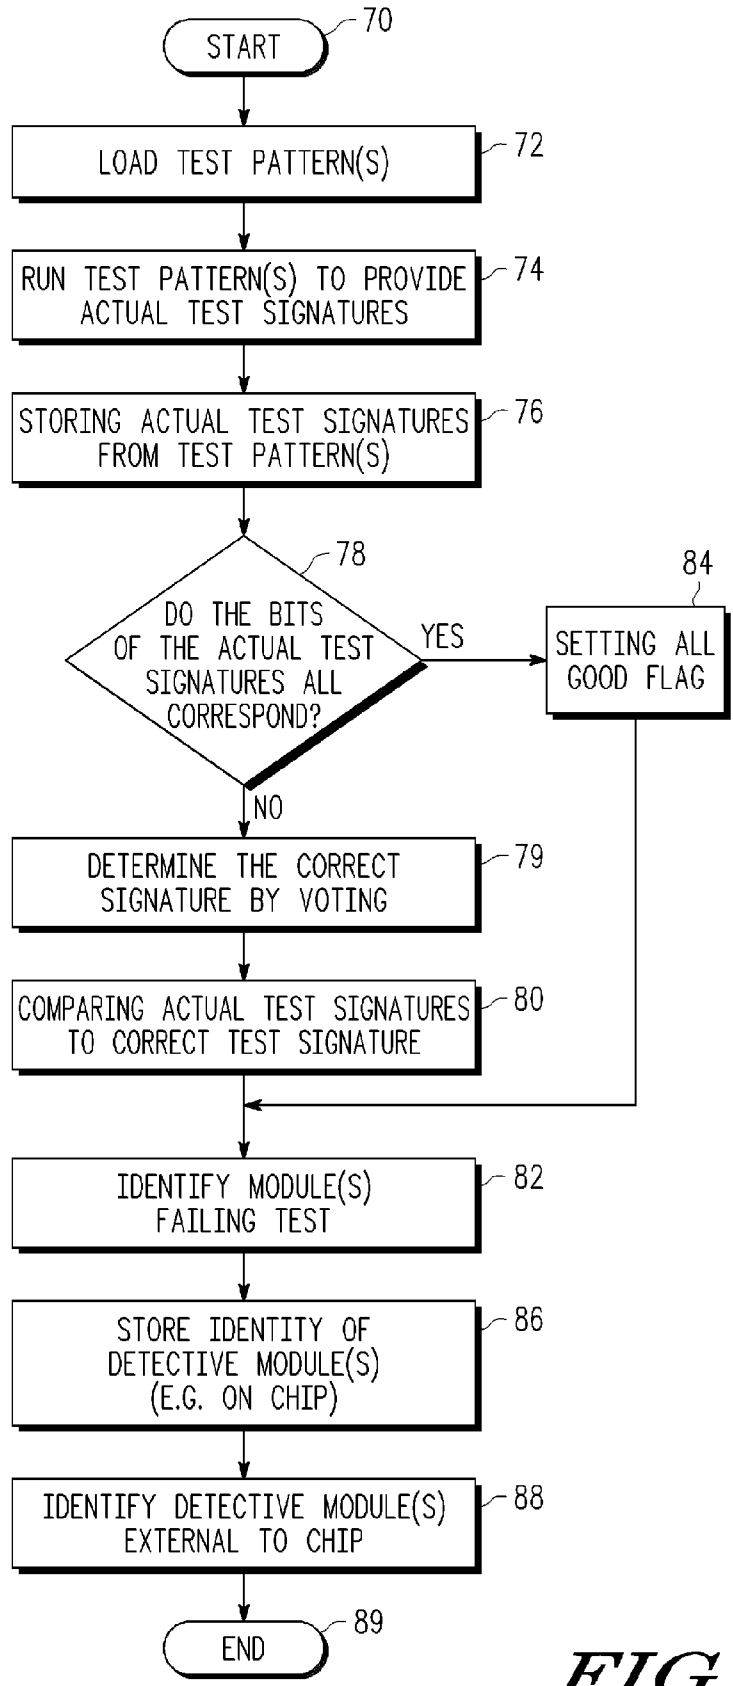 70
START
72
LOAD TEST PATTERN(S)
74
RUN TEST PATTERN(S) TO PROVIDE
ACTUAL TEST SIGNATURES
76
STORING ACTUAL TEST SIGNATURES
FROM TEST PATTERN(S)
78
DO THE BITS
OF THE ACTUAL TEST
SIGNATURES ALL
CORRESPOND?
YES
84
SETTING ALL
GOOD FLAG
NO
79
DETERMINE THE CORRECT
SIGNATURE BY VOTING
80
COMPARING ACTUAL TEST SIGNATURES
TO CORRECT TEST SIGNATURE
82
IDENTIFY MODULE(S)
FAILING TEST
86
STORE IDENTITY OF
DETECTIVE MODULE(S)
(E.G. ON CHIP)
88
IDENTIFY DETECTIVE MODULE(S)
EXTERNAL TO CHIP
89
END
FIG